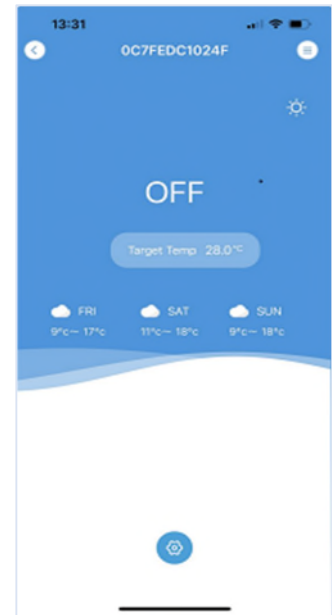 13:31
0C7FEDC1024F
OFF
Target Temp 28.0°C
FRI SAT SUN
9°c~ 17°c 11°c~ 18°c 9°c~ 18°c